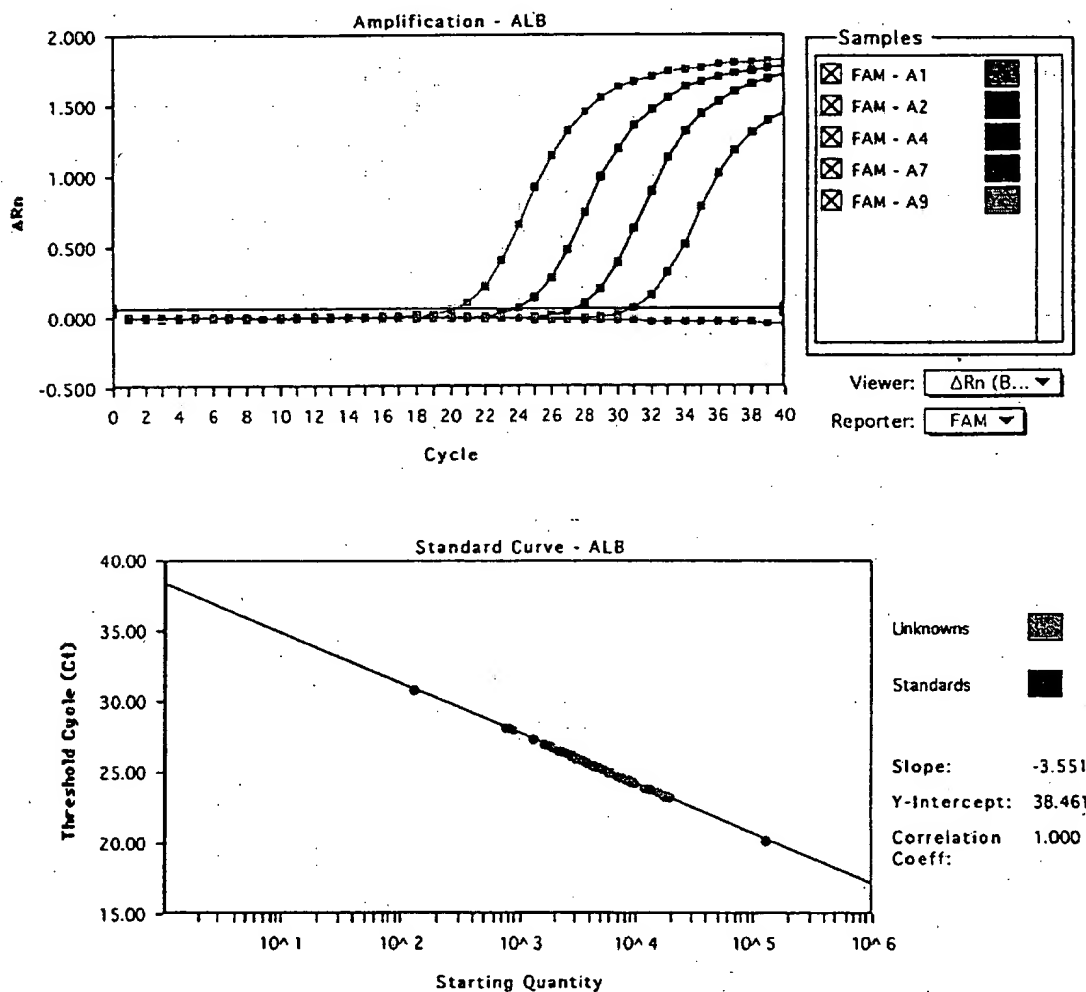 Amplification - ALB
2.000
1.500
1.000
0.500
0.000
-0.500
ΔRn
0 2 4 6 8 10 12 14 16 18 20 22 24 26 28 30 32 34 36 38 40
Cycle
Samples
FAM - A1
FAM - A2
FAM - A4
FAM - A7
FAM - A9
Viewer: ΔRn (B... ▼
Reporter: FAM ▼
Standard Curve - ALB
40.00
35.00
30.00
25.00
20.00
15.00
Threshold Cycle (Ct)
10^1 10^2 10^3 10^4 10^5 10^6
Starting Quantity
Unknowns
Standards
Slope: -3.551
Y-Intercept: 38.461
Correlation 1.000
Coeff: